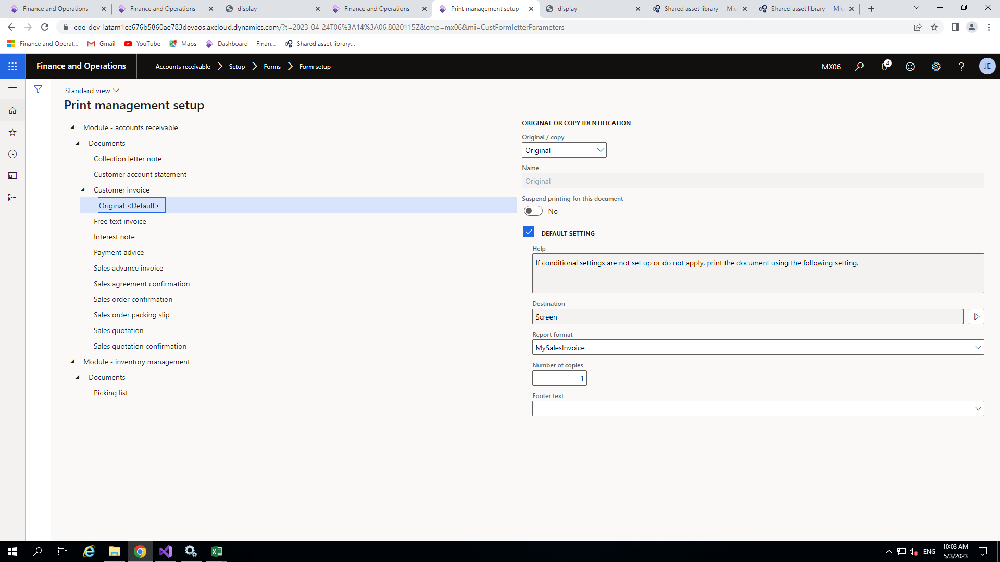 Finance and Operations
Finance and Operations
display
Finance and Operations
Print management setup -
display
Shared asset library -- Mic
Shared asset library -- Mic
coe-dev-latam1cc676b5860ae783devaos.axcloud.dynamics.com/?t=2023-04-24T06%3A14%3A06.8020115Z&cmp=mx06&mi=CustFormletterParameters
Finance and Operat...
Gmail
YouTube
Maps
Dashboard -- Finan...
Shared asset library...
Finance and Operations
Accounts receivable
Setup
Forms
Form setup
MX06
4
?
JE
Standard view
Print management setup
Module - accounts receivable
Documents
Collection letter note
Customer account statement
Customer invoice
Original <Default>
Free text invoice
Interest note
Payment advice
Sales advance invoice
Sales agreement confirmation
Sales order confirmation
Sales order packing slip
Sales quotation
Sales quotation confirmation
Module - inventory management
Documents
Picking list
ORIGINAL OR COPY IDENTIFICATION
Original / copy
Original
Name
Original
Suspend printing for this document
No
DEFAULT SETTING
Help
If conditional settings are not set up or do not apply, print the document using the following setting.
Destination
Screen
Report format
MySalesInvoice
Number of copies
1
Footer text
ENG
10:03 AM
5/3/2023